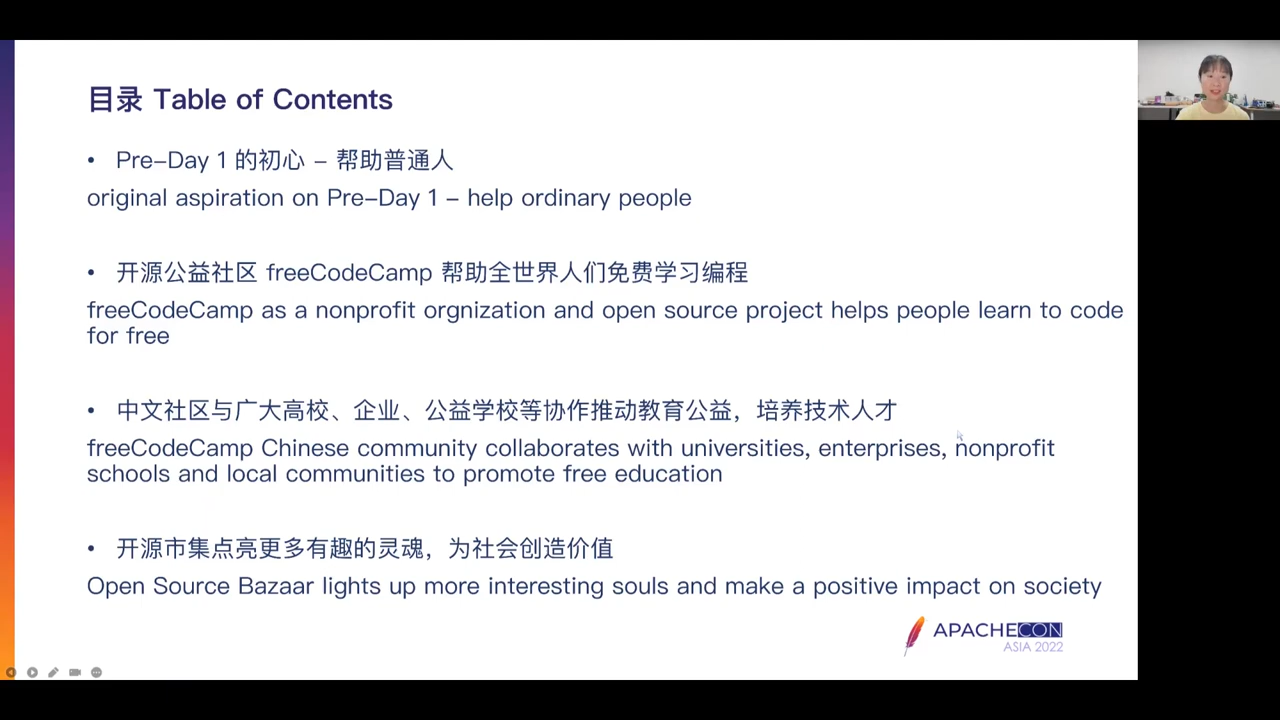 目录 Table of Contents
• Pre-Day 1 的初心 - 帮助普通人
original aspiration on Pre-Day 1 - help ordinary people
• 开源公益社区 freeCodeCamp 帮助全世界人们免费学习编程
freeCodeCamp as a nonprofit orgnization and open source project helps people learn to code
for free
• 中文社区与广大高校、企业、公益学校等协作推动教育公益，培养技术人才
freeCodeCamp Chinese community collaborates with universities, enterprises, nonprofit
schools and local communities to promote free education
• 开源市集点亮更多有趣的灵魂，为社会创造价值
Open Source Bazaar lights up more interesting souls and make a positive impact on society
APACHECON
ASIA 2022